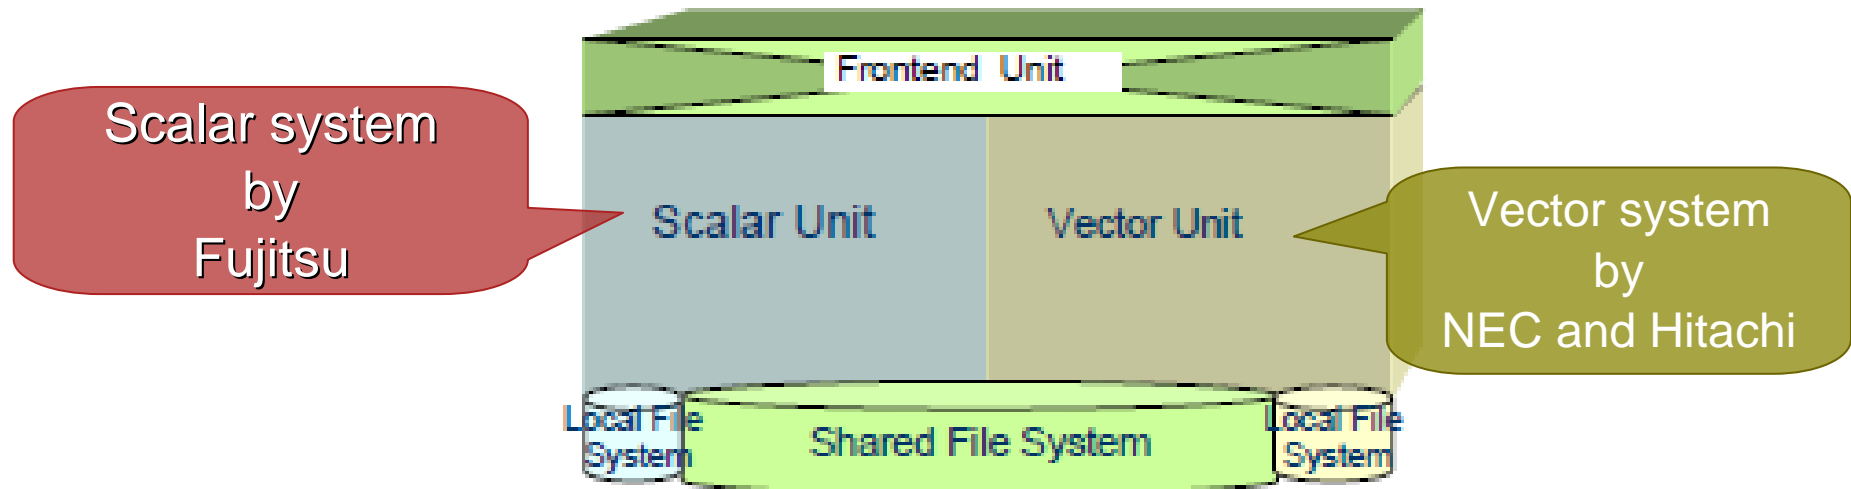 Frontend Unit
Scalar system
by
Fujitsu
Scalar Unit
Vector Unit
Vector system
by
NEC and Hitachi
Local File
System
Shared File System
Local File
System